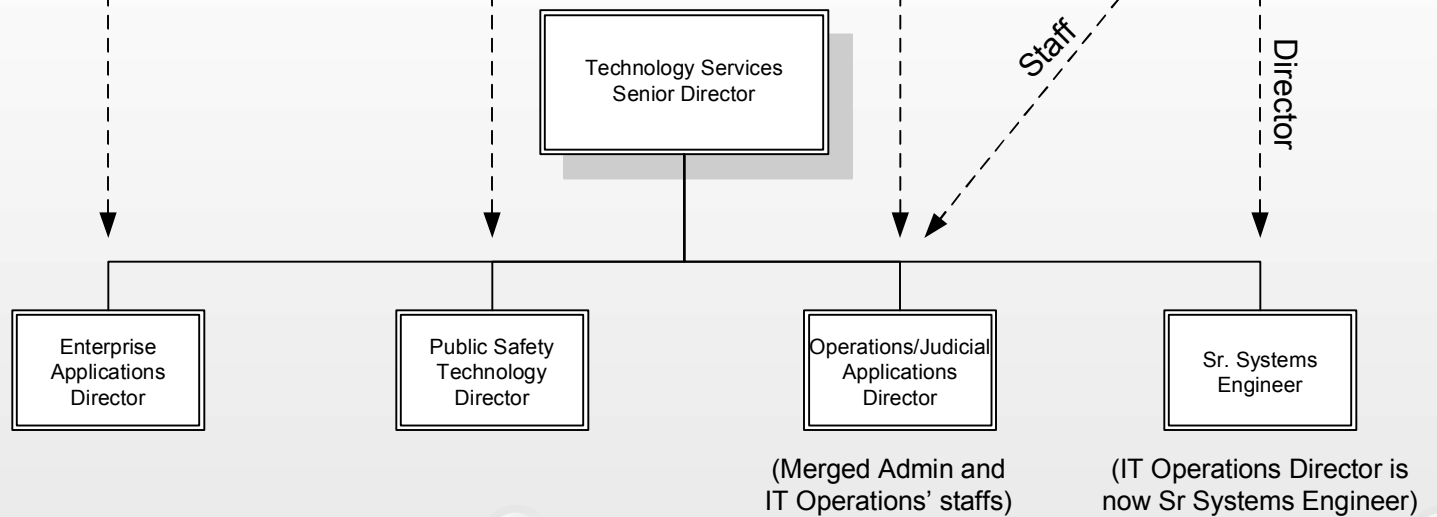 Technology Services
Senior Director
Staff
Director
Enterprise
Applications
Director
Public Safety
Technology
Director
Operations/Judicial
Applications
Director
Sr. Systems
Engineer
(Merged Admin and
IT Operations’ staffs)
(IT Operations Director is
now Sr Systems Engineer)